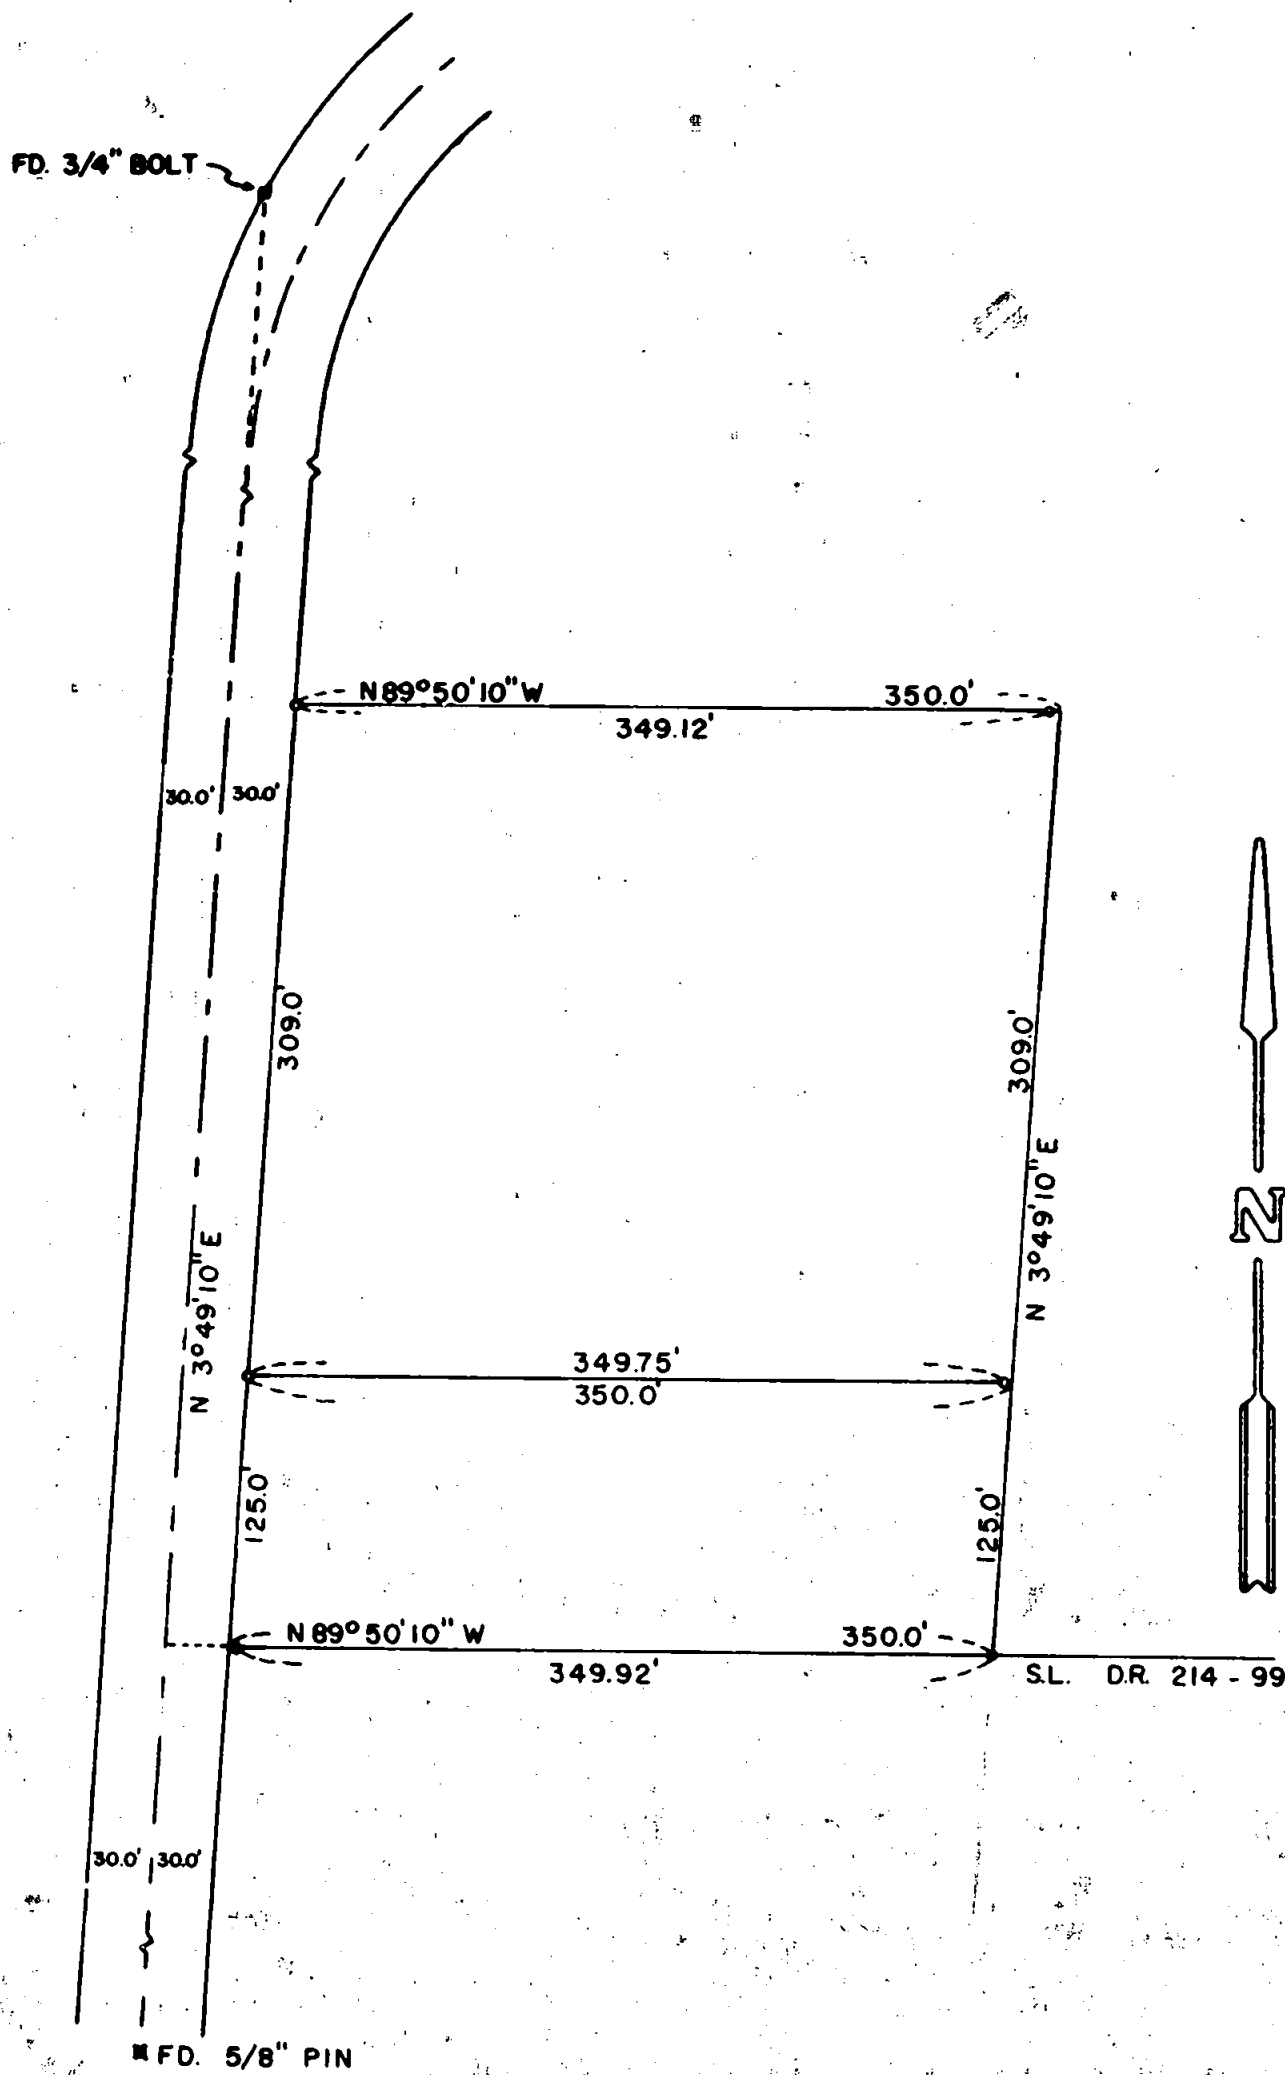 FD. 3/4" BOLT
N 89° 50' 10" W
350.0'
349.12'
30.0'
30.0'
309.0'
309.0'
N 3° 49' 10" E
N 3° 49' 10" E
N
349.75'
350.0'
125.0'
125.0'
N 89° 50' 10" W
350.0'
349.92'
S.L. D.R. 214 - 99
30.0'
30.0'
FD. 5/8" PIN